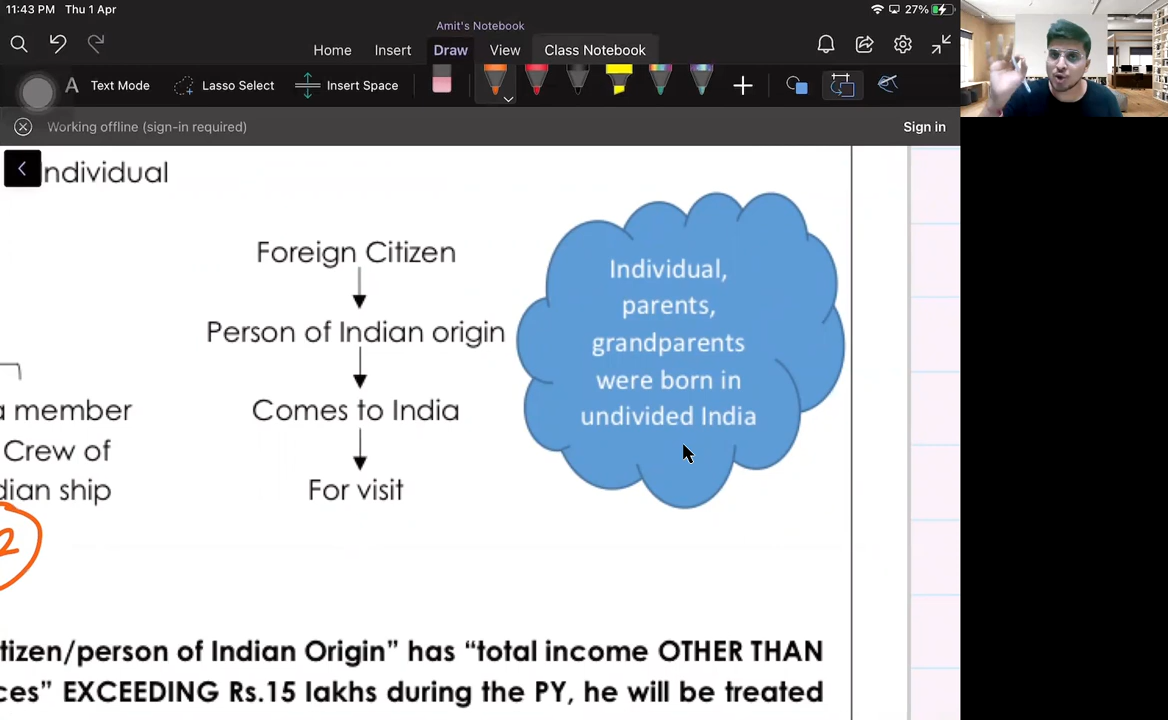 11:43 PM Thu 1 Apr
27%
Amit's Notebook
Home Insert Draw View Class Notebook
A Text Mode Lasso Select Insert Space
Working offline (sign-in required) Sign in
ndividual
Foreign Citizen
Person of Indian origin
Comes to India
For visit
Individual,
parents,
grandparents
were born in
undivided India
a member
Crew of
dian ship
2
tizen/person of Indian Origin” has “total income OTHER THAN
ces” EXCEEDING Rs.15 lakhs during the PY, he will be treated